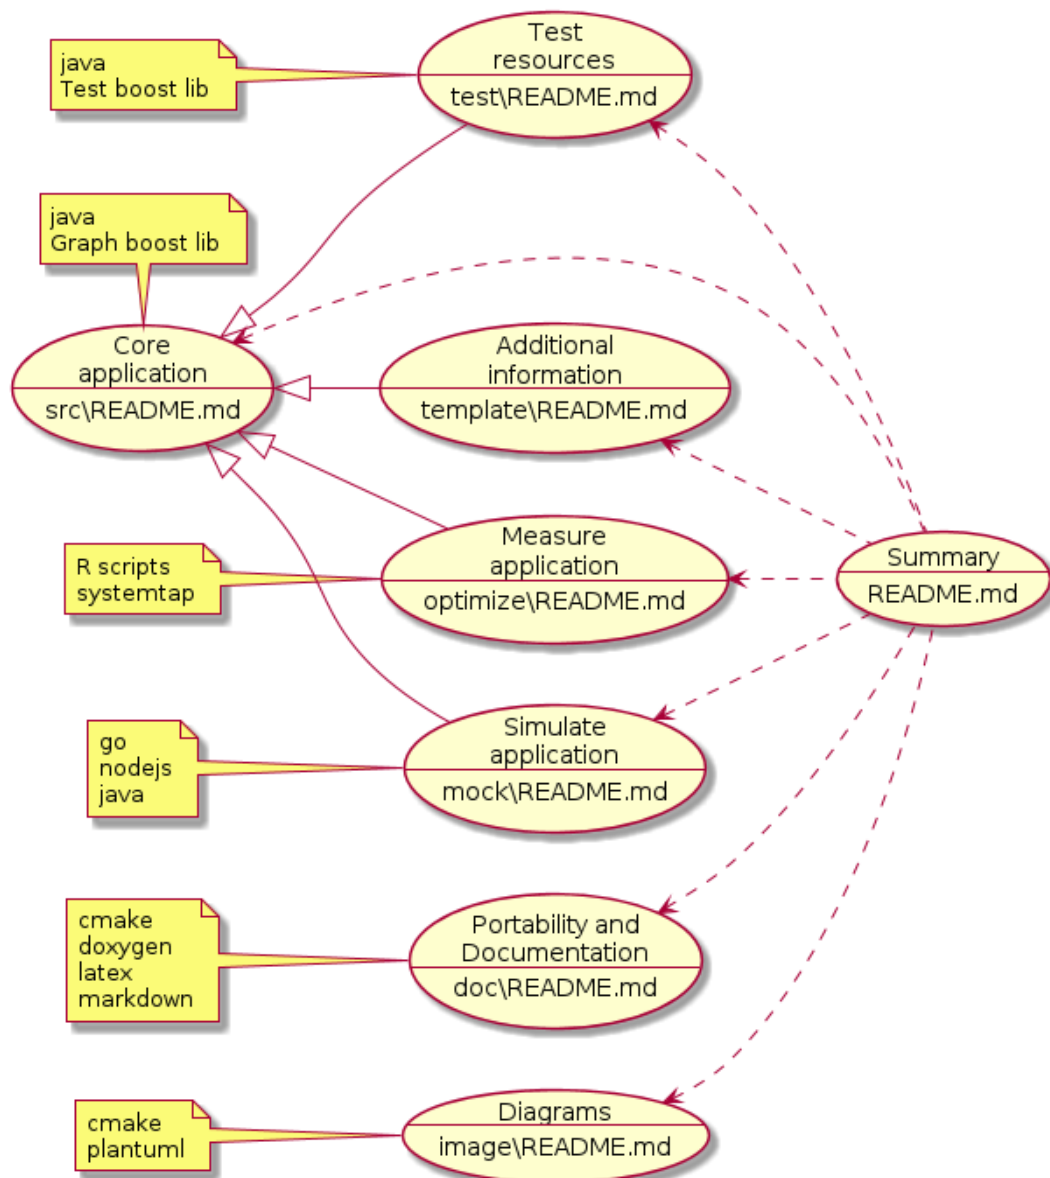 java
Test boost lib
Test
resources
test\README.md
java
Graph boost lib
Core
application
src\README.md
Additional
information
template\README.md
R scripts
systemtap
Measure
application
optimize\README.md
Summary
README.md
go
nodejs
java
Simulate
application
mock\README.md
cmake
doxygen
latex
markdown
Portability and
Documentation
doc\README.md
cmake
plantuml
Diagrams
image\README.md